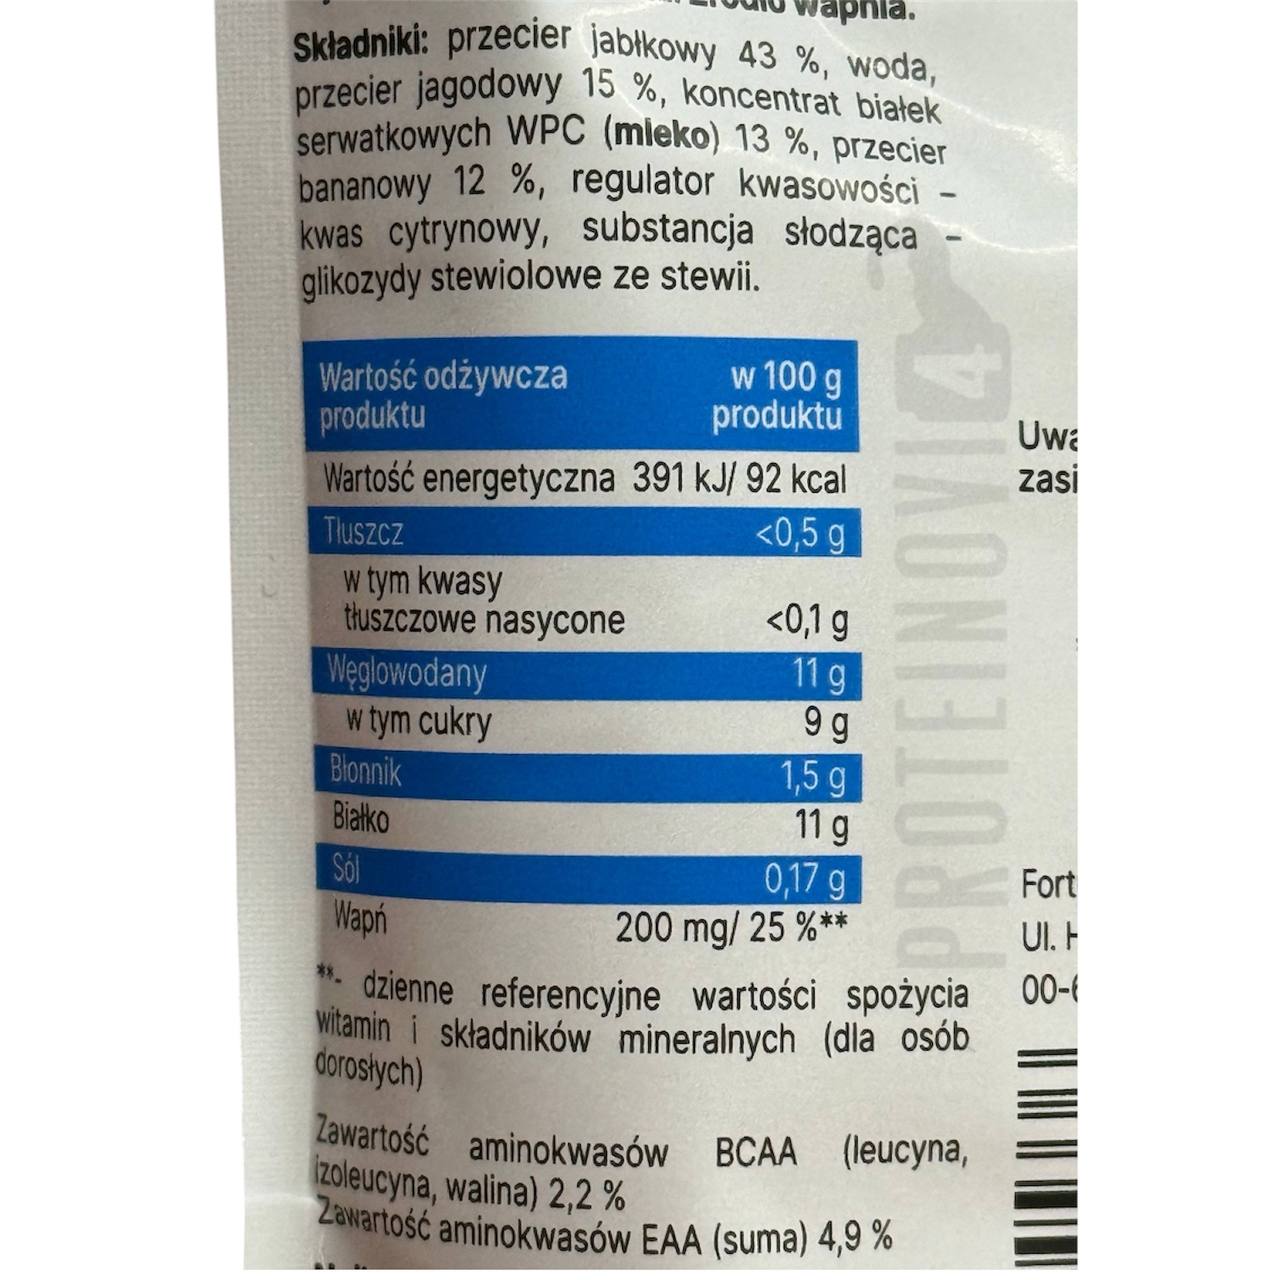 wapnia.
Składniki: przecier jabłkowy 43 %, woda,
przecier jagodowy 15 %, koncentrat białek
serwatkowych WPC (mleko) 13 %, przecier
bananowy 12 %, regulator kwasowości –
kwas cytrynowy, substancja słodząca –
glikozydy stewiolowe ze stewii.
Wartość odżywcza w 100 g
produktu produktu
Wartość energetyczna 391 kJ/ 92 kcal
Tłuszcz <0,5 g
w tym kwasy
tłuszczowe nasycone <0,1 g
Węglowodany 11 g
w tym cukry 9 g
Błonnik 1,5 g
Białko 11 g
Sól 0,17 g
Wapń 200 mg/ 25 %**
**- dzienne referencyjne wartości spożycia
witamin i składników mineralnych (dla osób
dorosłych)
Zawartość aminokwasów BCAA (leucyna,
izoleucyna, walina) 2,2 %
Zawartość aminokwasów EAA (suma) 4,9 %
PROTEINOVIA
4
Uwa
zasi
Fort
Ul. H
00-6